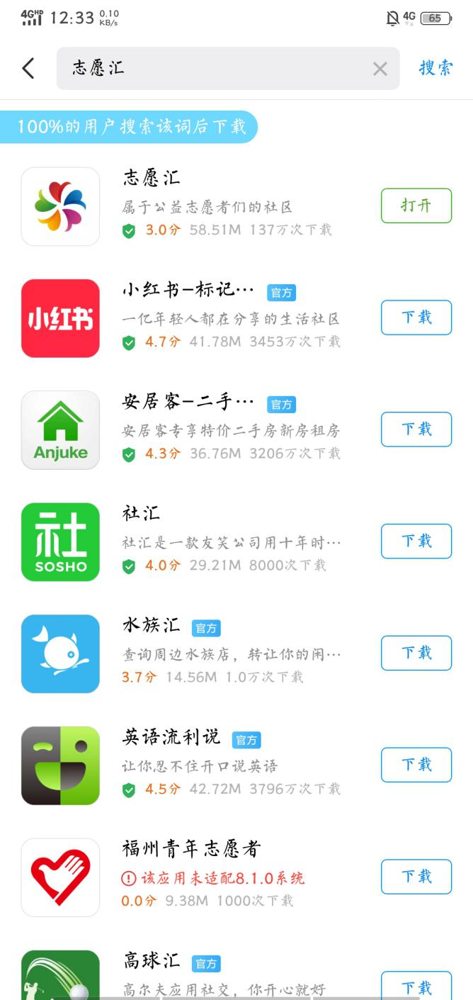 4G HD 12:33 0.10 KB/s 4G 65
志愿汇 搜索
100%的用户搜索该词后下载
志愿汇
属于公益志愿者们的社区
打开
3.0分 58.51M 137万次下载
小红书
小红书-标记… 官方
一亿年轻人都在分享的生活社区
下载
4.7分 41.78M 3453万次下载
Anjuke
安居客-二手… 官方
安居客专享特价二手房新房租房
下载
4.3分 36.76M 3206万次下载
社
SOSHO
社汇
社汇是一款友笑公司用十年时…
下载
4.0分 29.21M 8000次下载
水族汇 官方
查询周边水族店，转让你的闲…
下载
3.7分 14.56M 1.0万次下载
英语流利说 官方
让你忍不住开口说英语
下载
4.5分 42.72M 3796万次下载
福州青年志愿者
该应用未适配8.1.0系统
下载
0.0分 9.38M 1000次下载
高球汇 官方
高尔夫应用社交，你开心就好
下载